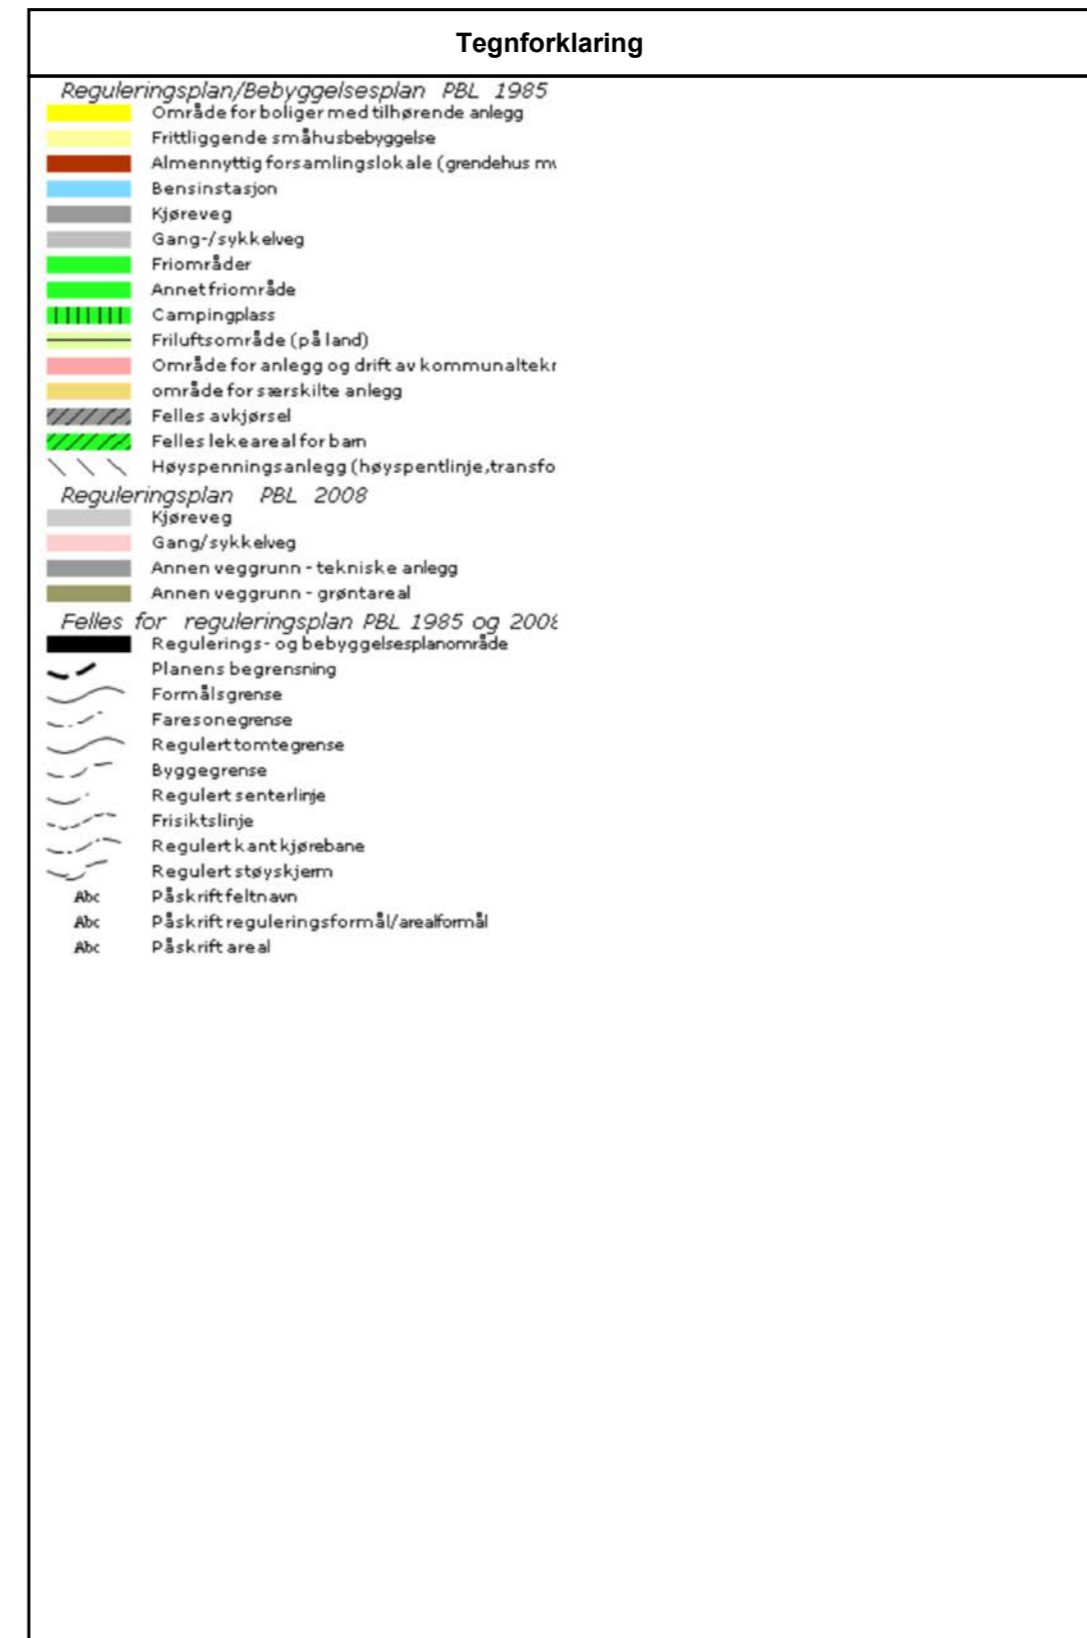 Tegnforklaring
Reguleringsplan/Bebyggelsesplan PBL 1985
Område for boliger med tilhørende anlegg
Frittliggende småhusbebyggelse
Almennyttig forsamlingslokale (grendehus mv
Bensinstasjon
Kjøreveg
Gang-/sykkelveg
Friområder
Annet friområde
Campingplass
Friluftsområde (på land)
Område for anlegg og drift av kommunaltekn
område for særskilte anlegg
Felles avkjørsel
Felles lekeareal for barn
Høyspenningsanlegg (høyspentlinje,transfo
Reguleringsplan PBL 2008
Kjøreveg
Gang/sykkelveg
Annen veggrunn - tekniske anlegg
Annen veggrunn - grøntareal
Felles for reguleringsplan PBL 1985 og 2008
Regulerings- og bebyggelsesplanområde
Planens begrensning
Formålsgrense
Faresonegrense
Regulert tomtegrense
Byggegrense
Regulert senterlinje
Frisiktslinje
Regulert kant kjørebane
Regulert støyskjerm
Abc Påskrift feltnavn
Abc Påskrift reguleringsformål/arealformål
Abc Påskrift areal